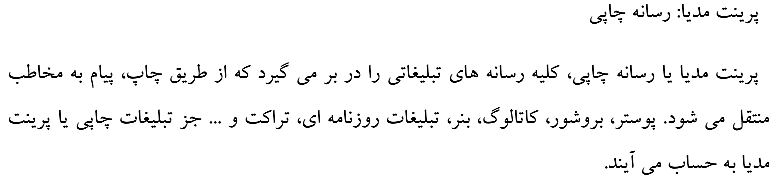 پرینت مدیا: رسانه چاپی
پرینت مدیا یا رسانه چاپی، کلیه رسانه های تبلیغاتی را در بر می گیرد که از طریق چاپ، پیام به مخاطب
منتقل می شود. پوستر، بروشور، کاتالوگ، بنر، تبلیغات روزنامه ای، تراکت و ... جز تبلیغات چاپی یا پرینت
مدیا به حساب می آیند.